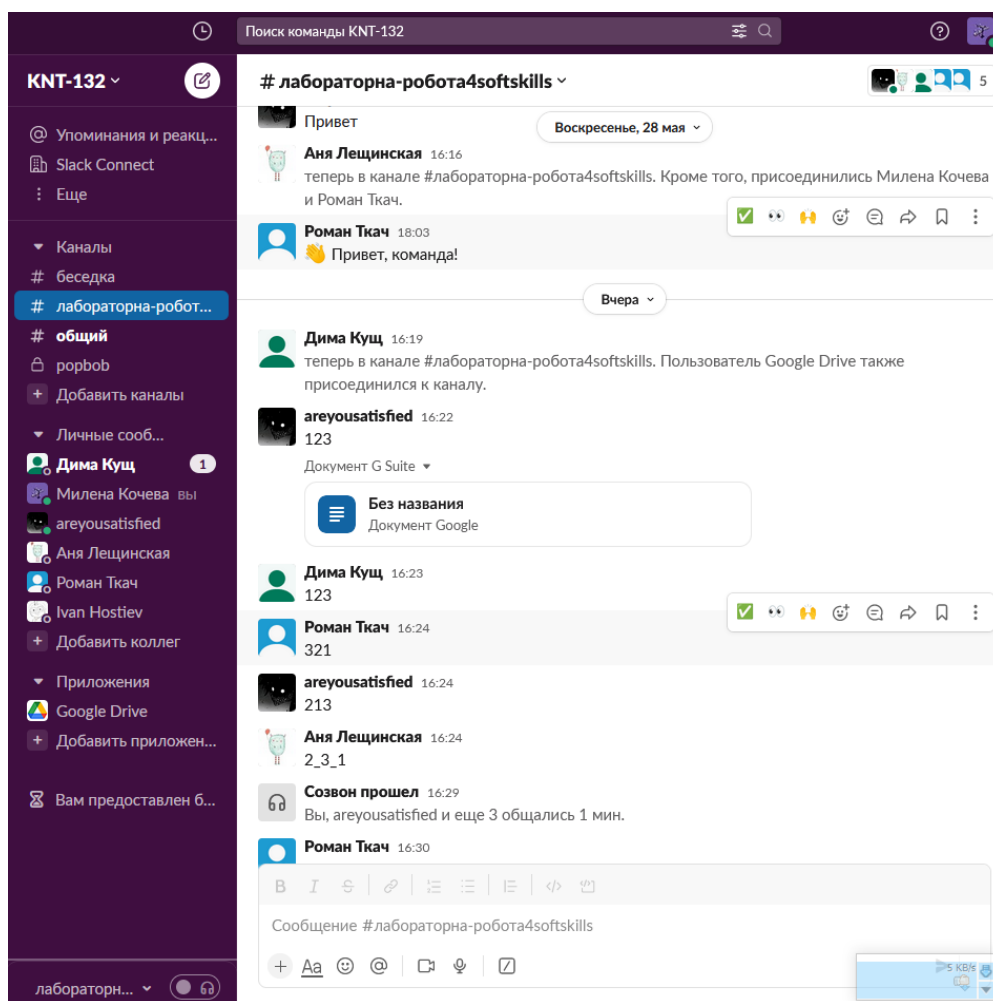 Поиск команды KNT-132
KNT-132
Упоминания и реакц...
Slack Connect
Еще
Каналы
# беседка
# лабораторна-робот...
# общий
popbob
+ Добавить каналы
Личные сооб...
Дима Кущ 1
Милена Кочева вы
areyousatisfied
Аня Лещинская
Роман Ткач
Ivan Hostiev
+ Добавить коллег
Приложения
Google Drive
+ Добавить приложен...
Вам предоставлен б...
лабораторн...
# лабораторна-робота4softskills
5
Привет
Воскресенье, 28 мая
Аня Лещинская 16:16
теперь в канале #лабораторна-робота4softskills. Кроме того, присоединились Милена Кочева
и Роман Ткач.
Роман Ткач 18:03
Привет, команда!
Вчера
Дима Кущ 16:19
теперь в канале #лабораторна-робота4softskills. Пользователь Google Drive также
присоединился к каналу.
areyousatisfied 16:22
123
Документ G Suite
Без названия
Документ Google
Дима Кущ 16:23
123
Роман Ткач 16:24
321
areyousatisfied 16:24
213
Аня Лещинская 16:24
2_3_1
Созвон прошел 16:29
Вы, areyousatisfied и еще 3 общались 1 мин.
Роман Ткач 16:30
B I S
Сообщение #лабораторна-робота4softskills
+ Aa @
5 KB/s